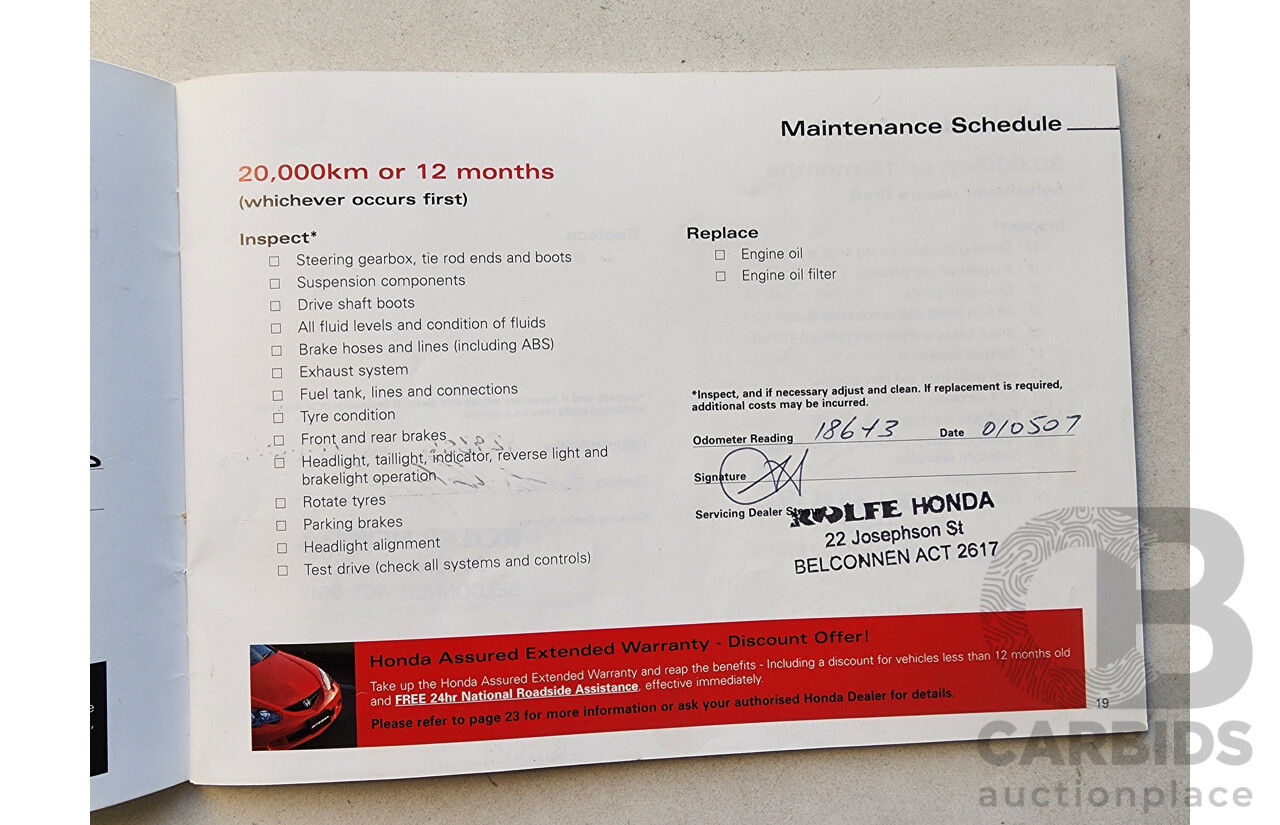 Maintenance Schedule
20,000km or 12 months
(whichever occurs first)
Inspect*
Steering gearbox, tie rod ends and boots
Suspension components
Drive shaft boots
All fluid levels and condition of fluids
Brake hoses and lines (including ABS)
Exhaust system
Fuel tank, lines and connections
Tyre condition
Front and rear brakes
Headlight, taillight, indicator, reverse light and
brakelight operation
Rotate tyres
Parking brakes
Headlight alignment
Test drive (check all systems and controls)
Replace
Engine oil
Engine oil filter
*Inspect, and if necessary adjust and clean. If replacement is required,
additional costs may be incurred.
Odometer Reading Date 010507
Signature
Servicing Dealer Stamp
ROLFE HONDA
22 Josephson St
BELCONNEN ACT 2617
Honda Assured Extended Warranty - Discount Offer!
Take up the Honda Assured Extended Warranty and reap the benefits - Including a discount for vehicles less than 12 months old
and FREE 24hr National Roadside Assistance, effective immediately.
Please refer to page 23 for more information or ask your authorised Honda Dealer for details.
19
CARBIDS
auctionplace